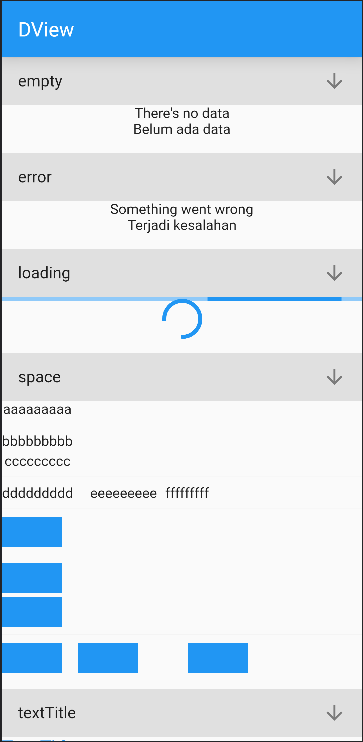 DView
empty
There's no data
Belum ada data
error
Something went wrong
Terjadi kesalahan
loading
space
aaaaaaaaa
bbbbbbbbb
ccccccccc
ddddddddd eeeeeeeee fffffffff
textTitle